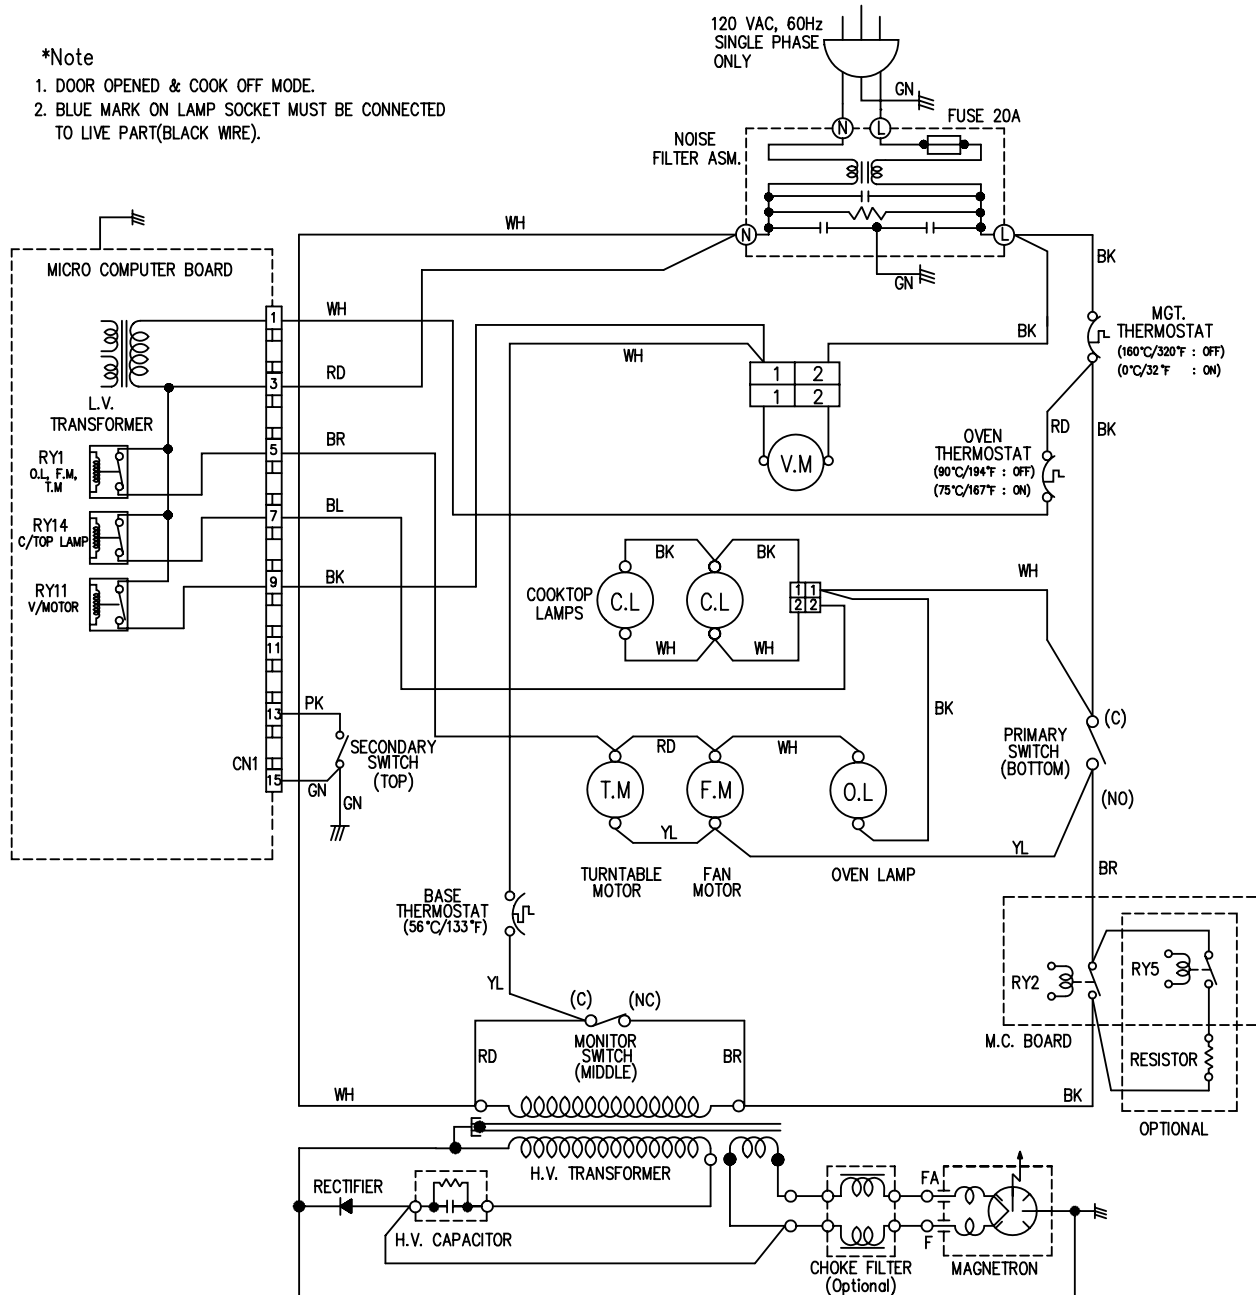 120 VAC, 60Hz
SINGLE PHASE
ONLY
*Note
1. DOOR OPENED & COOK OFF MODE.
2. BLUE MARK ON LAMP SOCKET MUST BE CONNECTED
TO LIVE PART(BLACK WIRE).
GN
FUSE 20A
N
L
NOISE
FILTER ASM.
WH
N
L
GN
BK
MICRO COMPUTER BOARD
1
WH
3
RD
L.V.
TRANSFORMER
5
BR
RY1
O.L, F.M,
T.M
7
BL
RY14
C/TOP LAMP
9
BK
RY11
V/MOTOR
11
13
PK
CN1
15
GN
GN
SECONDARY
SWITCH
(TOP)
WH
BK
1 2
1 2
V.M
MGT.
THERMOSTAT
(160°C/320°F : OFF)
(0°C/32°F : ON)
RD
BK
OVEN
THERMOSTAT
(90°C/194°F : OFF)
(75°C/167°F : ON)
COOKTOP
LAMPS
BK
BK
C.L
C.L
1 1
2 2
WH
WH
WH
BK
RD
WH
T.M
F.M
O.L
YL
YL
TURNTABLE
MOTOR
FAN
MOTOR
OVEN LAMP
(C)
PRIMARY
SWITCH
(BOTTOM)
(NO)
BR
BASE
THERMOSTAT
(56°C/133°F)
YL
(C)
(NC)
MONITOR
SWITCH
(MIDDLE)
RD
BR
RY2
RY5
M.C. BOARD
RESISTOR
OPTIONAL
WH
BK
H.V. TRANSFORMER
RECTIFIER
H.V. CAPACITOR
FA
F
CHOKE FILTER
(Optional)
MAGNETRON